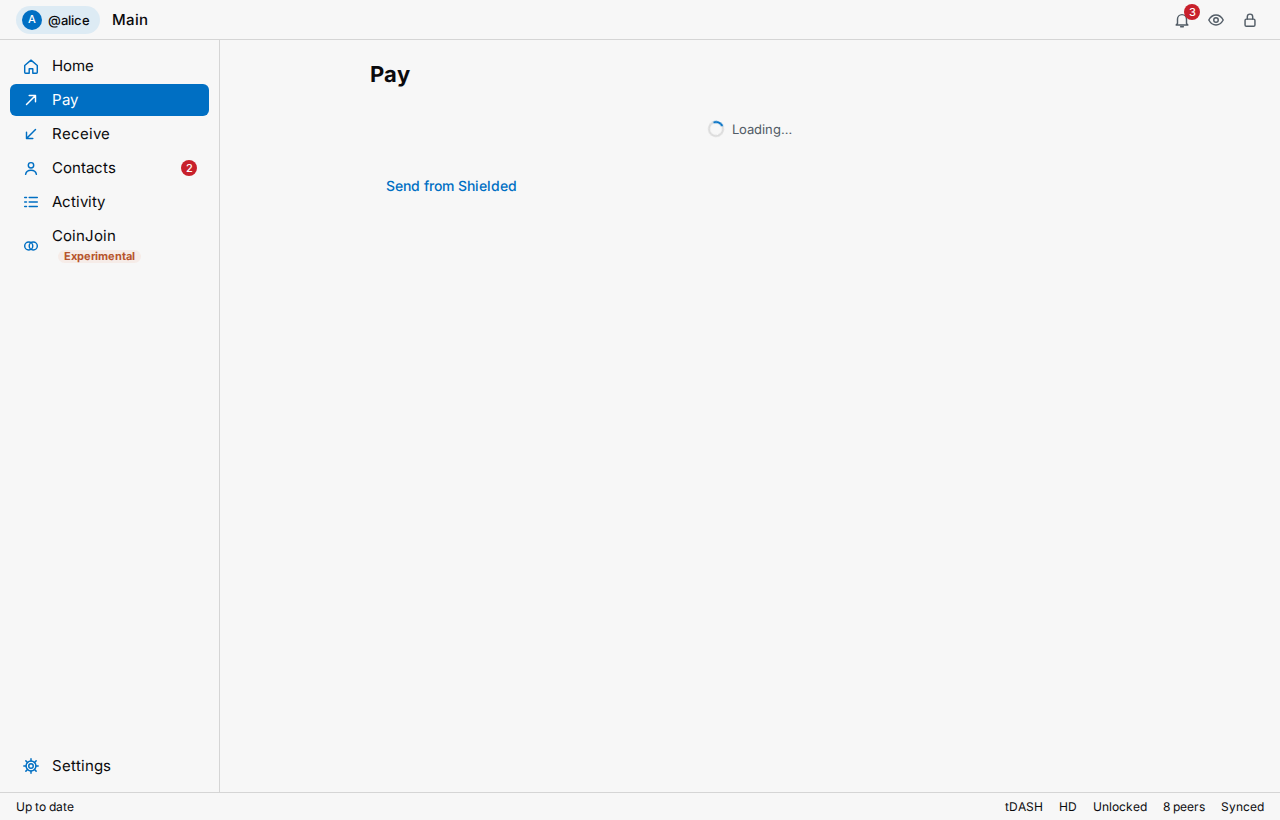 A @alice Main 3
Home
Pay
Receive
Contacts 2
Activity
CoinJoin
Experimental
Settings
Pay
Loading...
Send from Shielded
Up to date tDASH HD Unlocked 8 peers Synced